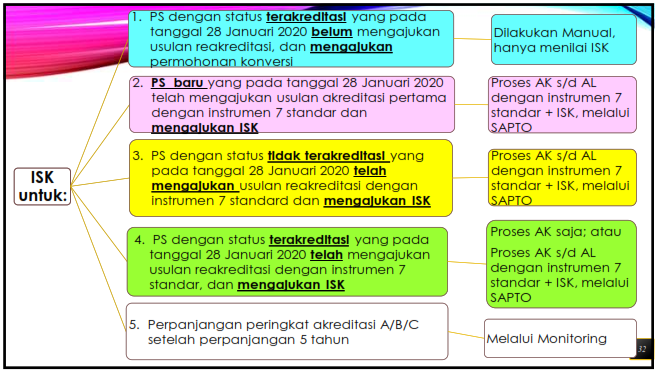 ISK
untuk:
1. PS dengan status terakreditasi yang pada
tanggal 28 Januari 2020 belum mengajukan
usulan reakreditasi, dan mengajukan
permohonan konversi
Dilakukan Manual,
hanya menilai ISK
2. PS baru yang pada tanggal 28 Januari 2020
telah mengajukan usulan akreditasi pertama
dengan instrumen 7 standar dan
mengajukan ISK
Proses AK s/d AL
dengan instrumen 7
standar + ISK, melalui
SAPTO
3. PS dengan status tidak terakreditasi yang
pada tanggal 28 Januari 2020 telah
mengajukan usulan reakreditasi dengan
instrumen 7 standard dan mengajukan ISK
Proses AK s/d AL
dengan instrumen 7
standar + ISK, melalui
SAPTO
4. PS dengan status terakreditasi yang pada
tanggal 28 Januari 2020 telah mengajukan
usulan reakreditasi dengan instrumen 7
standar, dan mengajukan ISK
Proses AK saja; atau
Proses AK s/d AL
dengan instrumen 7
standar + ISK, melalui
SAPTO
5. Perpanjangan peringkat akreditasi A/B/C
setelah perpanjangan 5 tahun
Melalui Monitoring
32